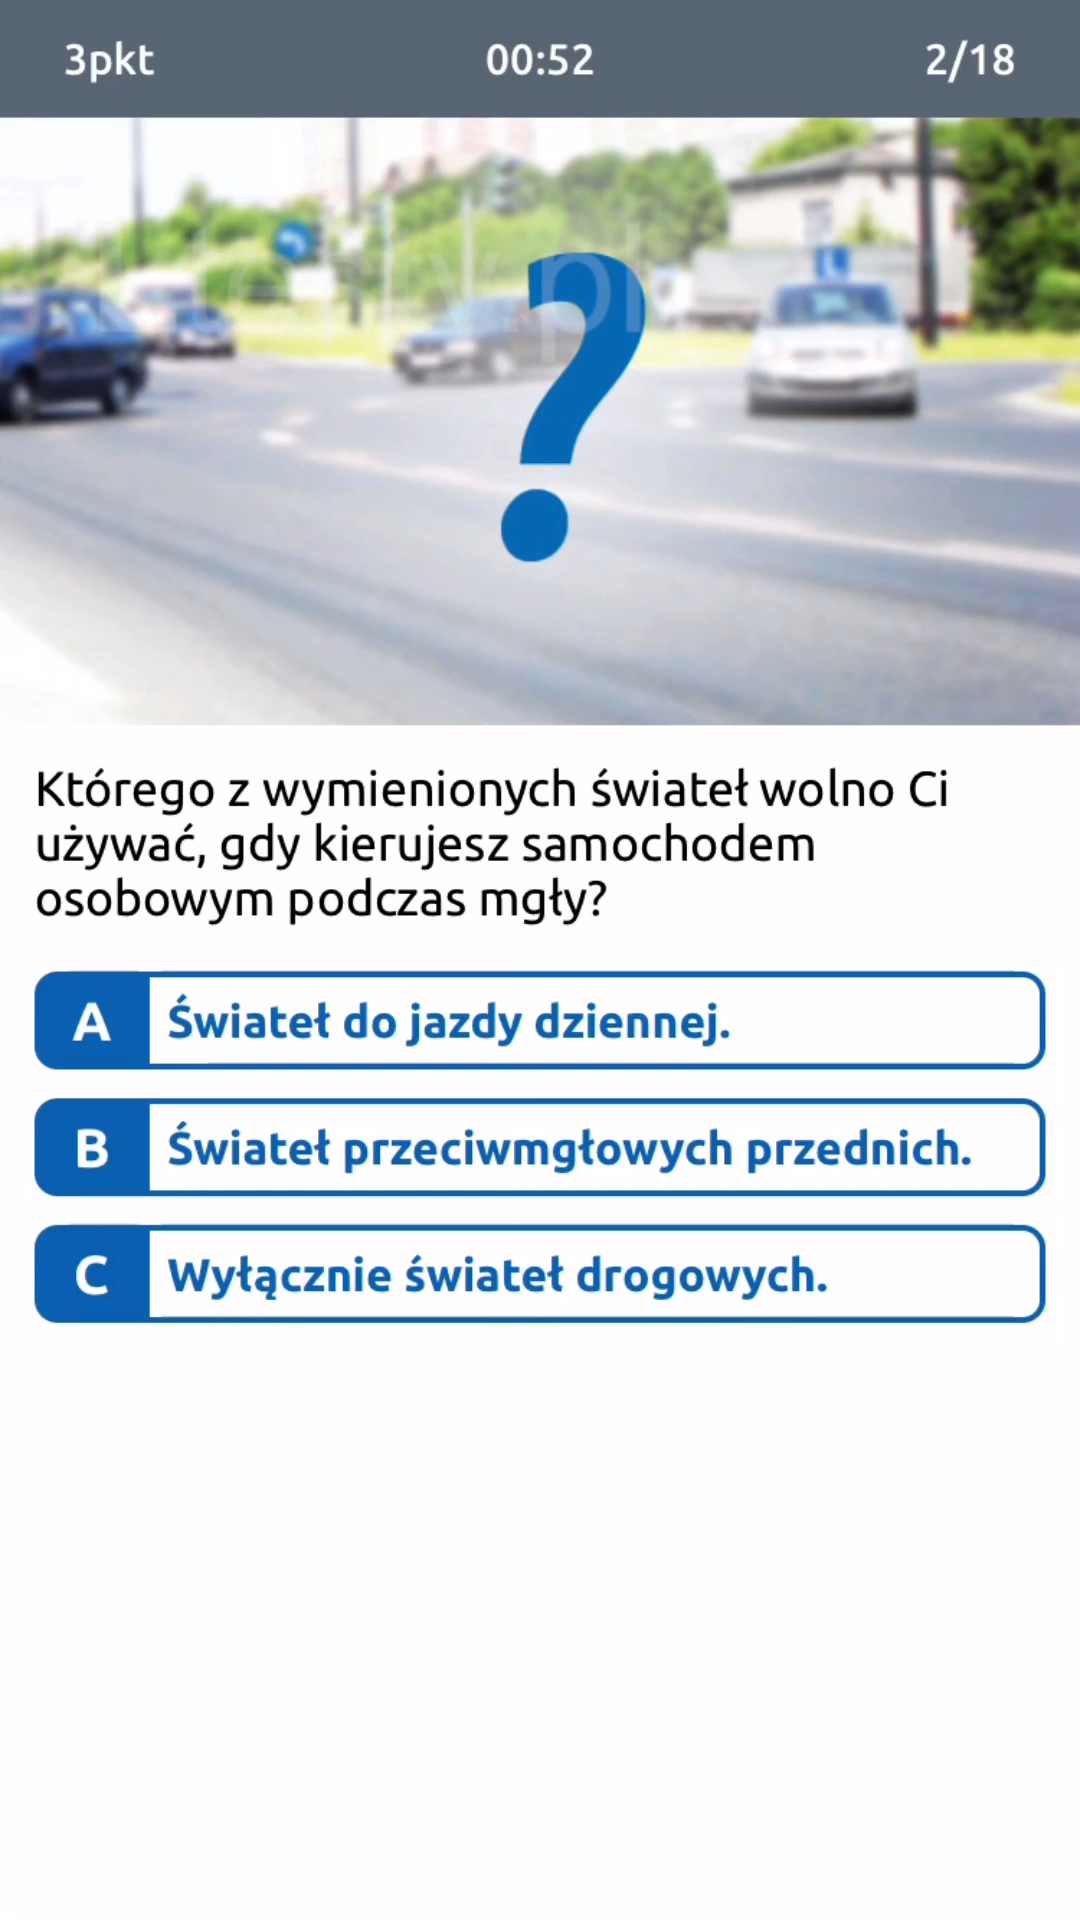 3pkt 00:52 2/18
L
Którego z wymienionych świateł wolno Ci
używać, gdy kierujesz samochodem
osobowym podczas mgły?
A Świateł do jazdy dziennej.
B Świateł przeciwmgłowych przednich.
C Wyłącznie świateł drogowych.